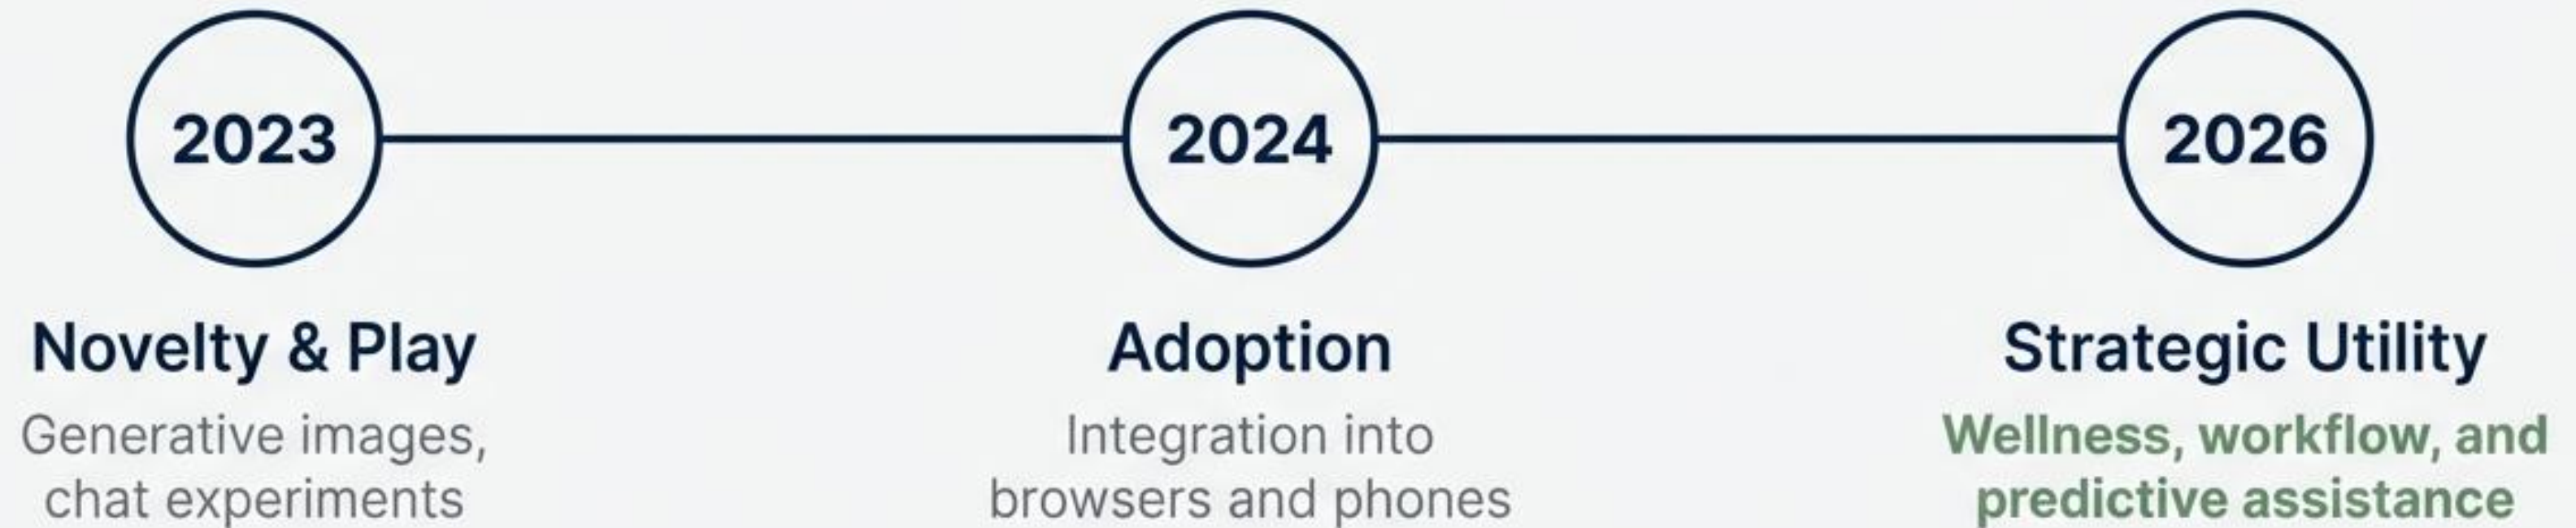 2023
2024
2026
Novelty & Play
Generative images,
chat experiments
Adoption
Integration into
browsers and phones
Strategic Utility
Wellness, workflow, and
predictive assistance